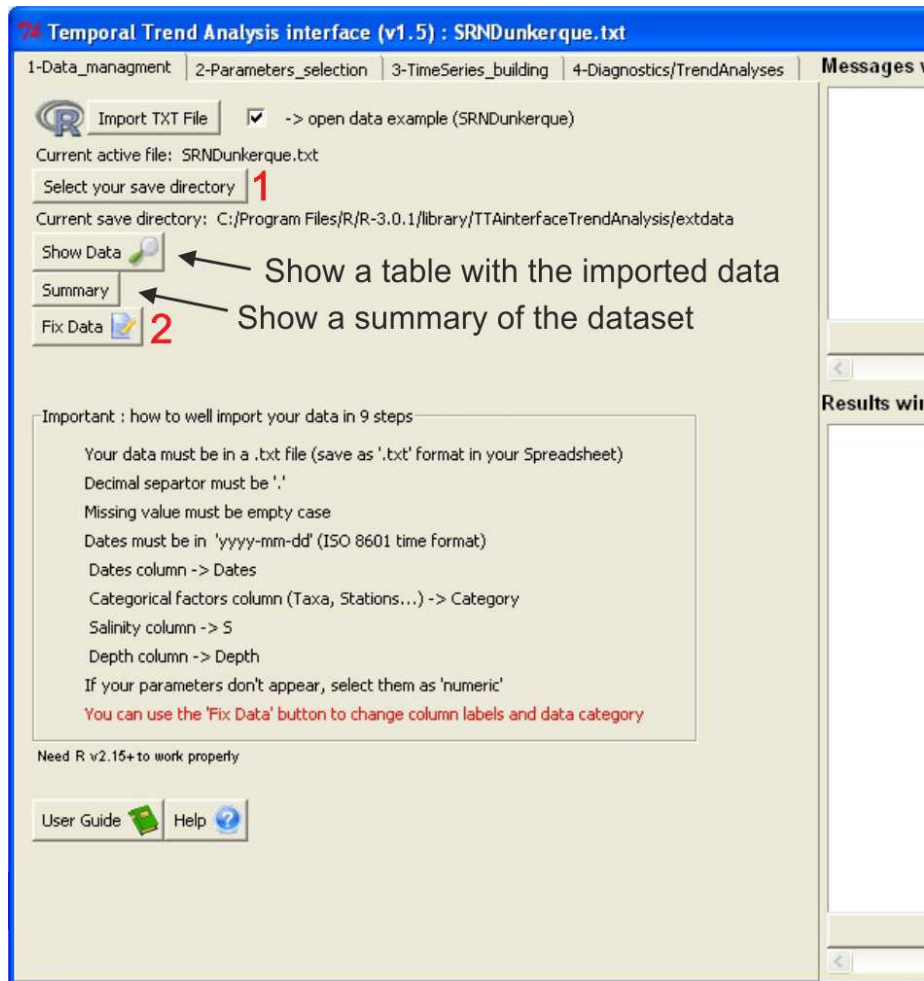 Temporal Trend Analysis interface (v1.5) : SRNDunkerque.txt
1-Data_managment 2-Parameters_selection 3-TimeSeries_building 4-Diagnostics/TrendAnalyses
Messages
Import TXT File -> open data example (SRNDunkerque)
Current active file: SRNDunkerque.txt
Select your save directory 1
Current save directory: C:/Program Files/R/R-3.0.1/library/TTAinterfaceTrendAnalysis/extdata
Show Data
Show a table with the imported data
Summary
Show a summary of the dataset
Fix Data 2
Results
Important : how to well import your data in 9 steps
Your data must be in a .txt file (save as '.txt' format in your Spreadsheet)
Decimal separtor must be '.'
Missing value must be empty case
Dates must be in 'yyyy-mm-dd' (ISO 8601 time format)
Dates column -> Dates
Categorical factors column (Taxa, Stations...) -> Category
Salinity column -> S
Depth column -> Depth
If your parameters don't appear, select them as 'numeric'
You can use the 'Fix Data' button to change column labels and data category
Need R v2.15+ to work properly
User Guide Help